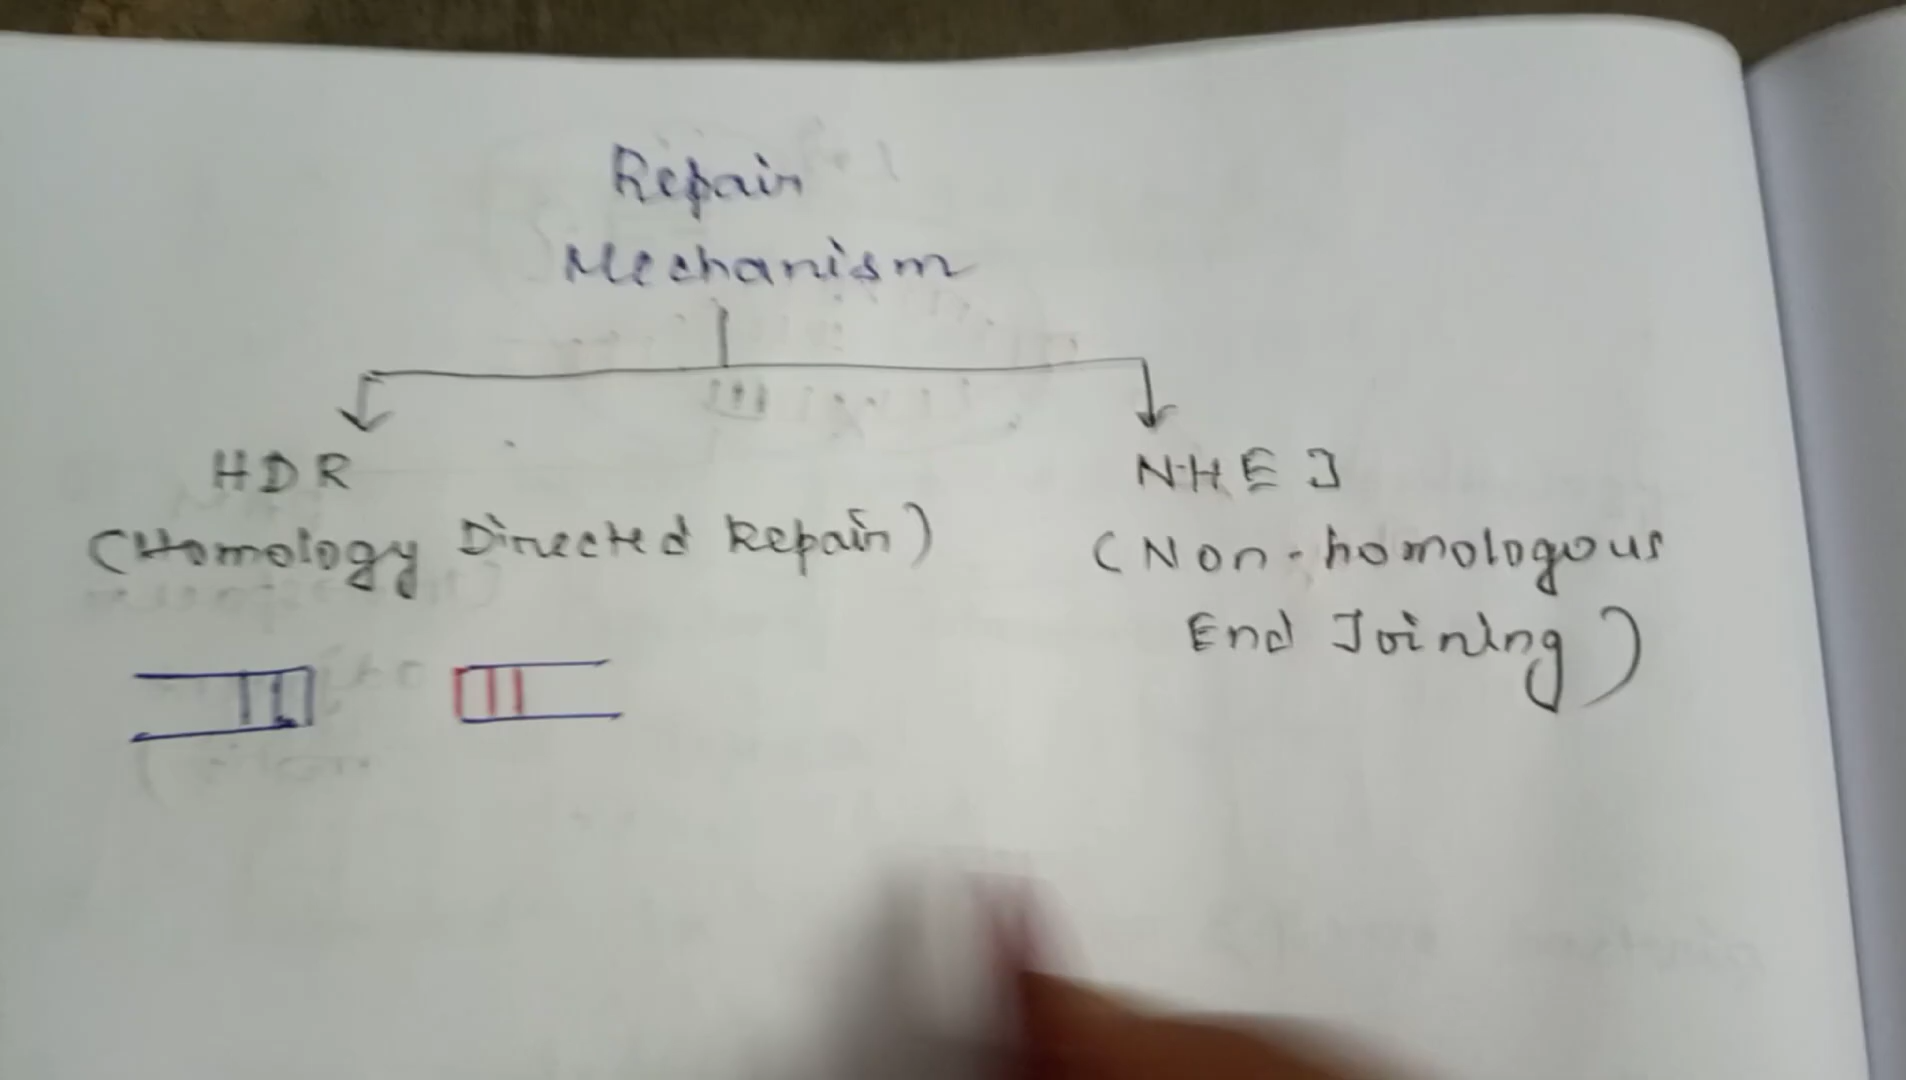 Repair
Mechanism
HDR
(Homology Directed Repair)
NHEJ
(Non-homologous
End Joining)